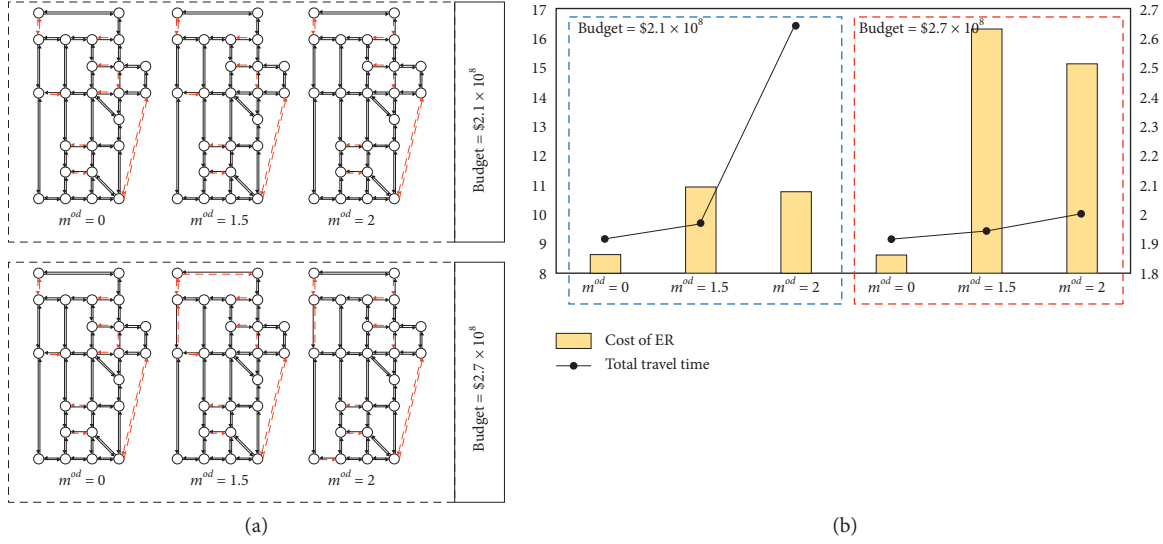 m^od = 0
m^od = 1.5
m^od = 2
Budget = $2.1 × 10^8
m^od = 0
m^od = 1.5
m^od = 2
Budget = $2.7 × 10^8
(a)
17
16
15
14
13
12
11
10
9
8
Budget = $2.1 × 10^8
Budget = $2.7 × 10^8
2.7
2.6
2.5
2.4
2.3
2.2
2.1
2
1.9
1.8
m^od = 0
m^od = 1.5
m^od = 2
m^od = 0
m^od = 1.5
m^od = 2
Cost of ER
Total travel time
(b)